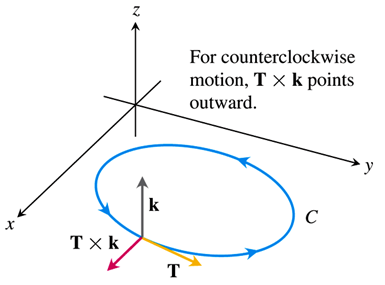 z
For counterclockwise
motion, T × k points
outward.
y
x
k
C
T × k
T